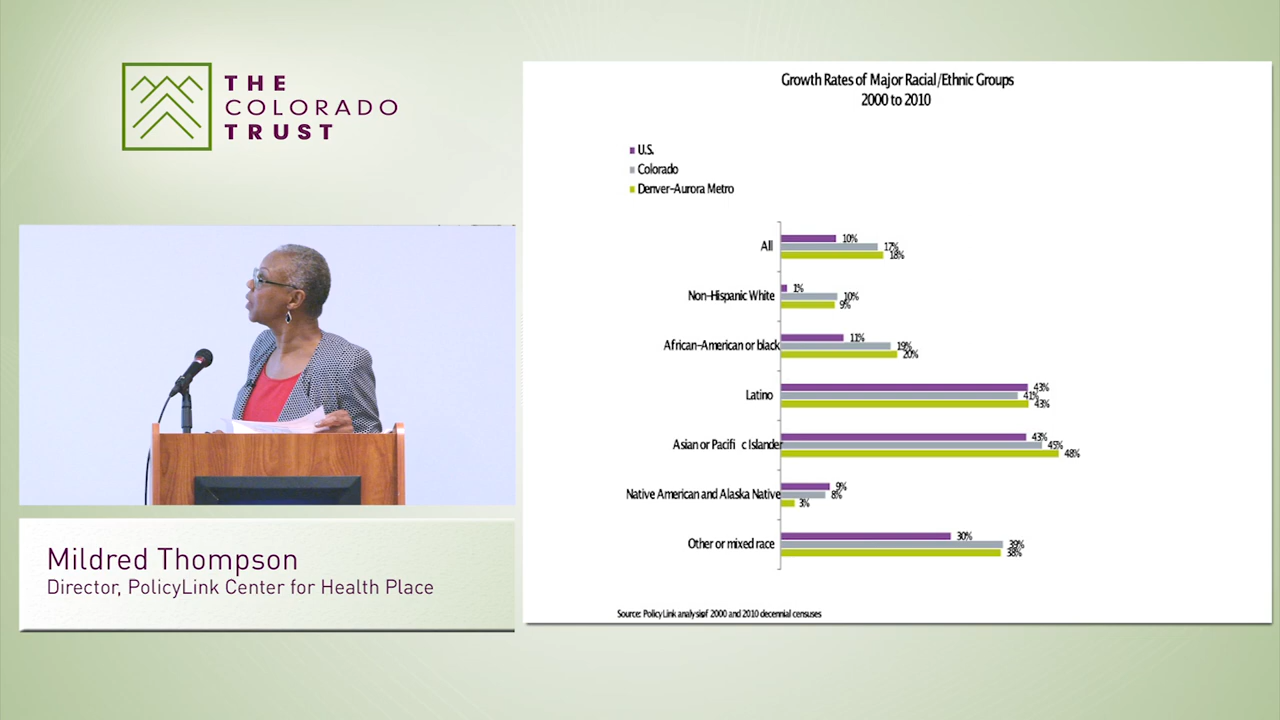 THE
COLORADO
TRUST
Mildred Thompson
Director, PolicyLink Center for Health Place
Growth Rates of Major Racial/Ethnic Groups
2000 to 2010
U.S.
Colorado
Denver-Aurora Metro
All
10%
17%
18%
Non-Hispanic White
1%
10%
9%
African-American or black
11%
19%
20%
Latino
43%
41%
43%
Asian or Pacifi c Islander
43%
45%
48%
Native American and Alaska Native
9%
8%
3%
Other or mixed race
30%
39%
38%
Source: PolicyLink analysis of 2000 and 2010 decennial censuses